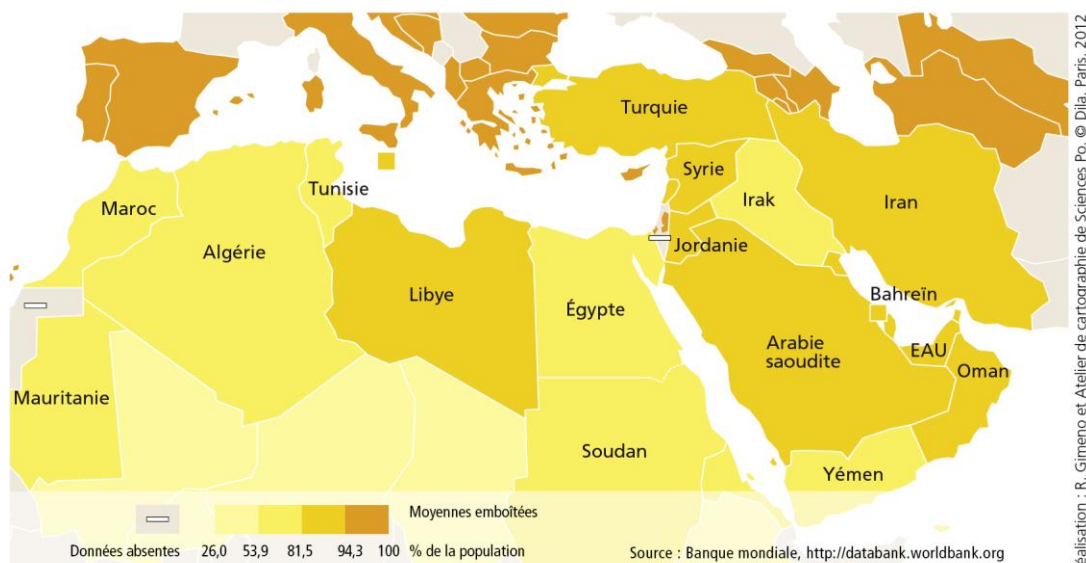 Turquie
Syrie
Tunisie
Maroc
Irak
Iran
Algérie
Jordanie
Libye
Bahreïn
Égypte
Arabie
saoudite
EAU
Oman
Mauritanie
Soudan
Yémen
Moyennes emboîtées
Données absentes
26,0 53,9 81,5 94,3 100
% de la population
Source : Banque mondiale, http://databank.worldbank.org
éalisation : R. Gimeno et Atelier de cartographie de Sciences Po. © Dila, Paris, 2012